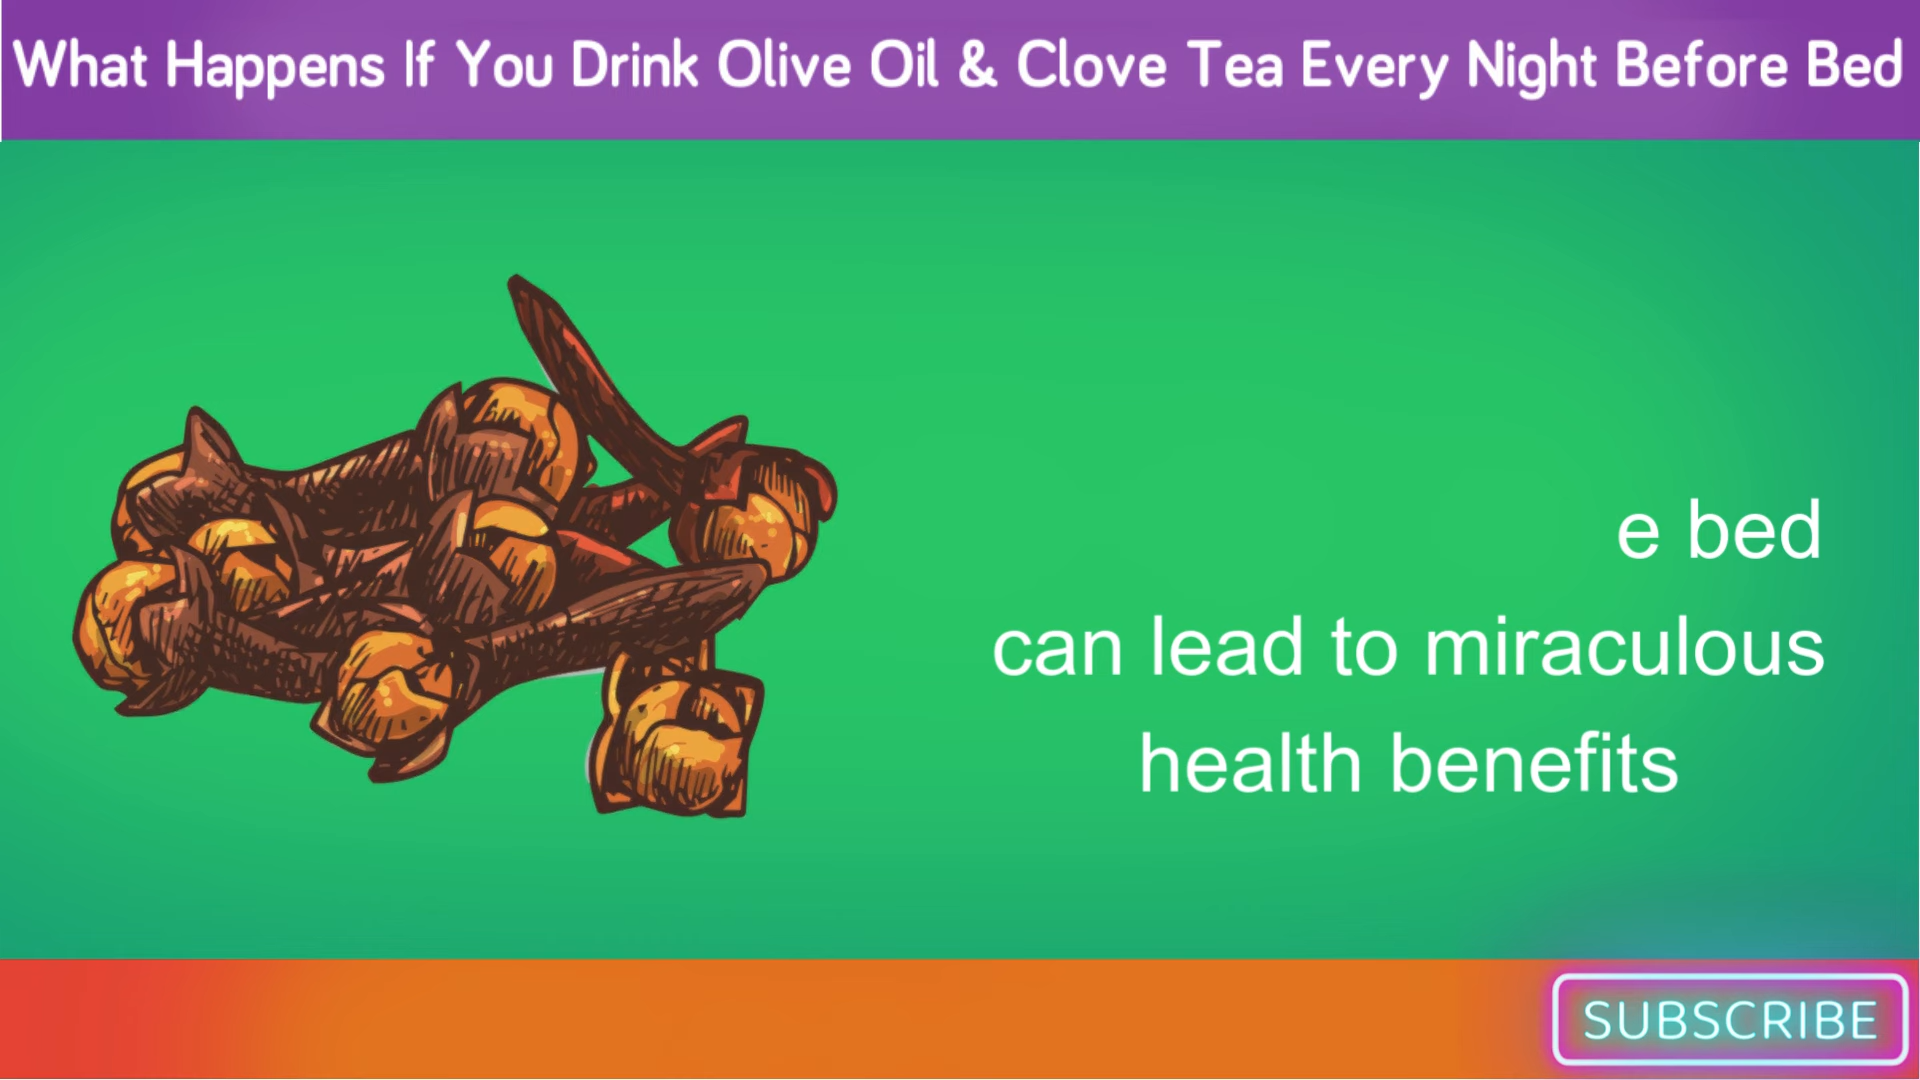 What Happens If You Drink Olive Oil & Clove Tea Every Night Before Bed
e bed
can lead to miraculous
health benefits
SUBSCRIBE